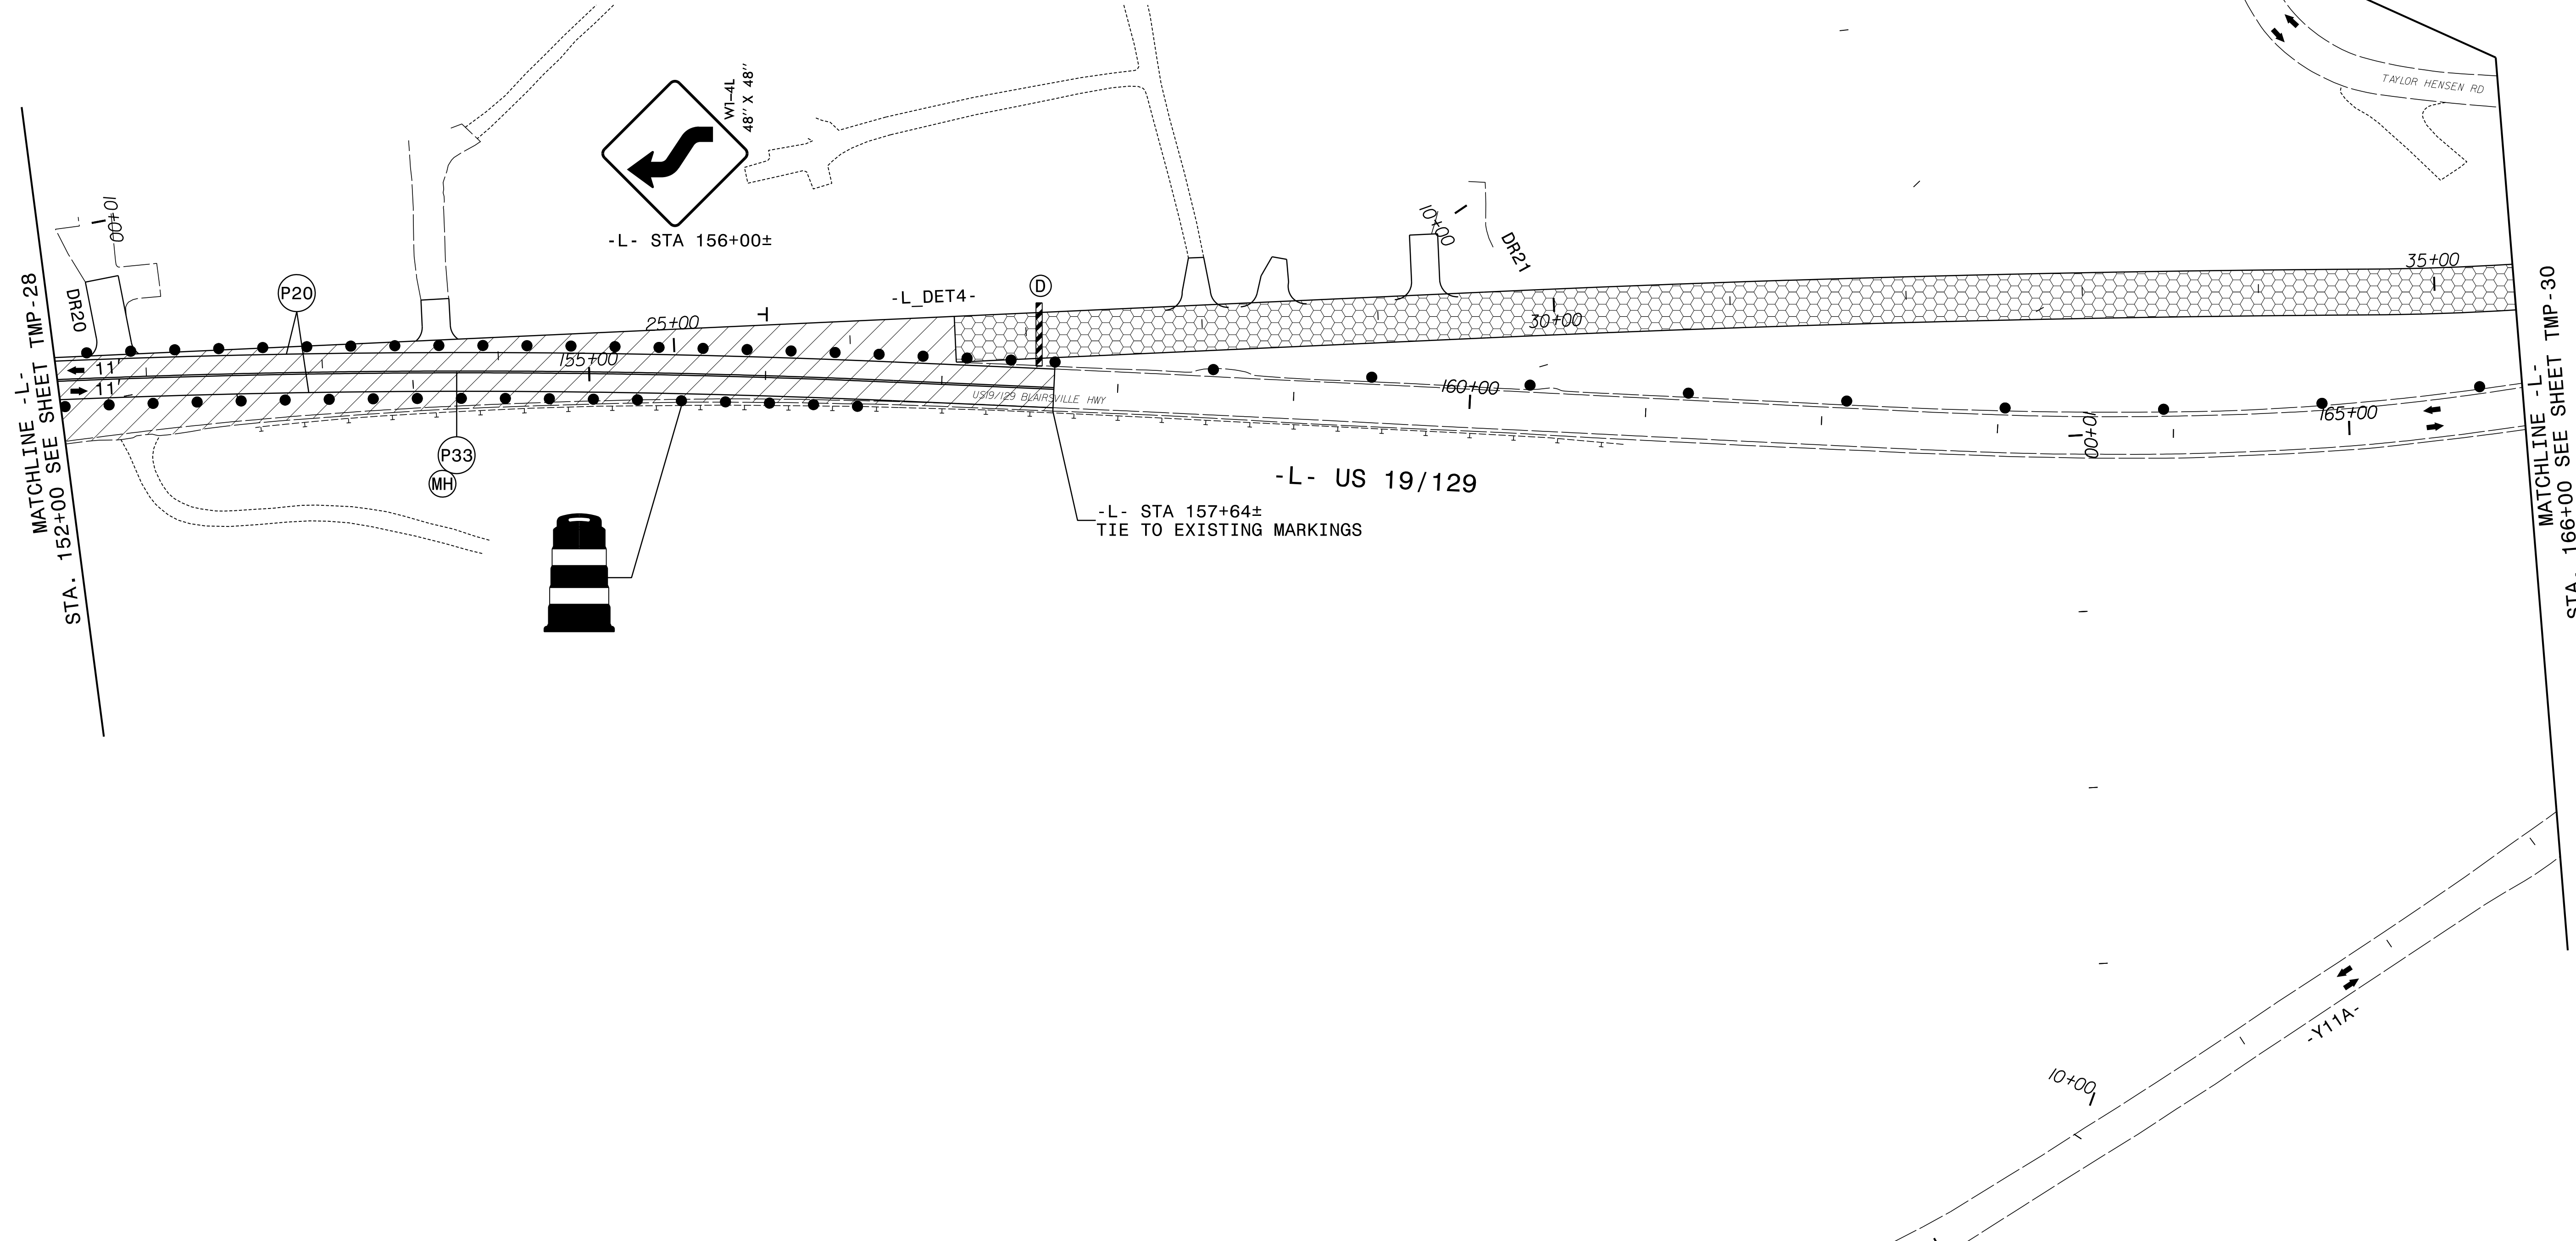 MATCHLINE -L-
STA. 152+00 SEE SHEET TMP-28
DR20
10+00
P20
11'
11'
W1-4L
48'' X 48''
-L- STA 156+00±
25+00
155+00
-L_DET4-
D
P33
MH
US19/129 BLAIRSVILLE HWY
-L- STA 157+64±
TIE TO EXISTING MARKINGS
10+00
DR21
30+00
160+00
-L- US 19/129
TAYLOR HENSEN RD
35+00
165+00
10+00
MATCHLINE -L-
STA. 166+00 SEE SHEET TMP-30
10+00
-Y11A-